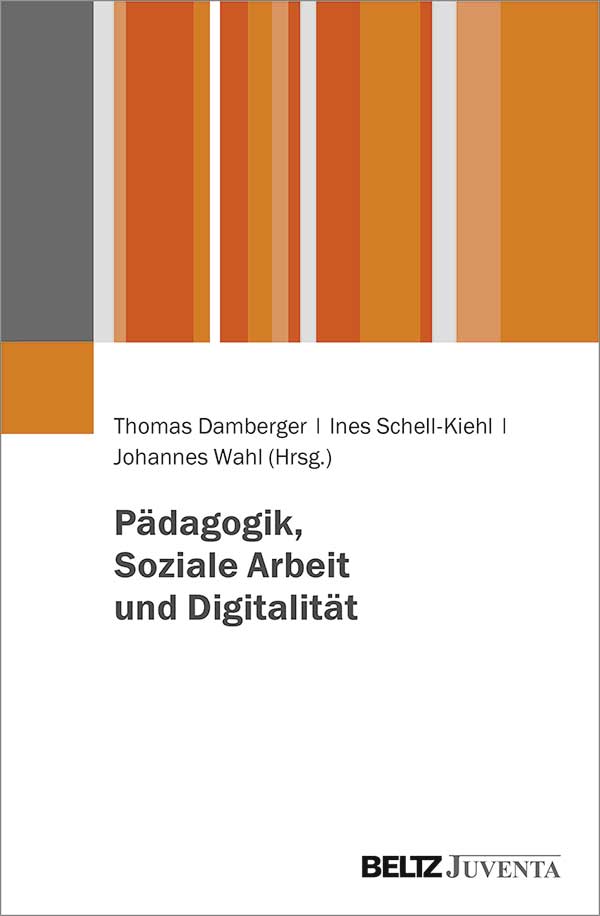 Thomas Damberger | Ines Schell-Kiehl |
Johannes Wahl (Hrsg.)
Pädagogik,
Soziale Arbeit
und Digitalität
BELTZ JUVENTA